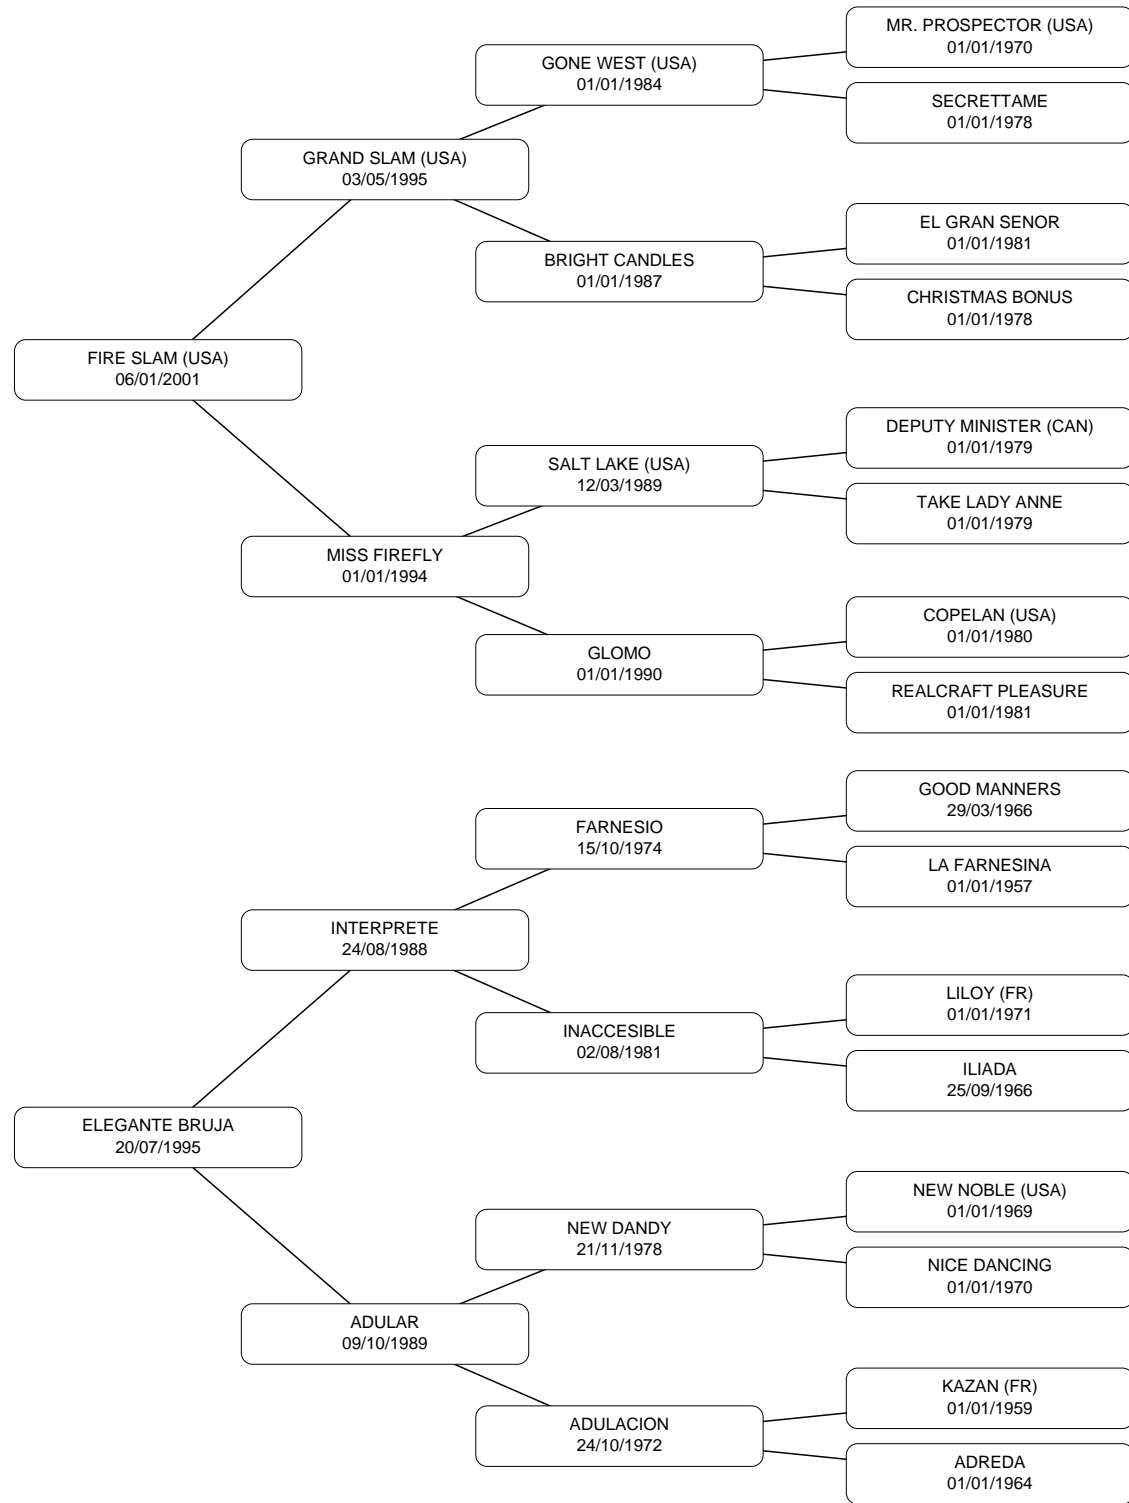 MR. PROSPECTOR (USA)
01/01/1970
GONE WEST (USA)
01/01/1984
SECRETTAME
01/01/1978
GRAND SLAM (USA)
03/05/1995
EL GRAN SENOR
01/01/1981
BRIGHT CANDLES
01/01/1987
CHRISTMAS BONUS
01/01/1978
FIRE SLAM (USA)
06/01/2001
DEPUTY MINISTER (CAN)
01/01/1979
SALT LAKE (USA)
12/03/1989
TAKE LADY ANNE
01/01/1979
MISS FIREFLY
01/01/1994
COPELAN (USA)
01/01/1980
GLOMO
01/01/1990
REALCRAFT PLEASURE
01/01/1981
GOOD MANNERS
29/03/1966
FARNESIO
15/10/1974
LA FARNESINA
01/01/1957
INTERPRETE
24/08/1988
LILOY (FR)
01/01/1971
INACCESIBLE
02/08/1981
ILIADA
25/09/1966
ELEGANTE BRUJA
20/07/1995
NEW NOBLE (USA)
01/01/1969
NEW DANDY
21/11/1978
NICE DANCING
01/01/1970
ADULAR
09/10/1989
KAZAN (FR)
01/01/1959
ADULACION
24/10/1972
ADREDA
01/01/1964